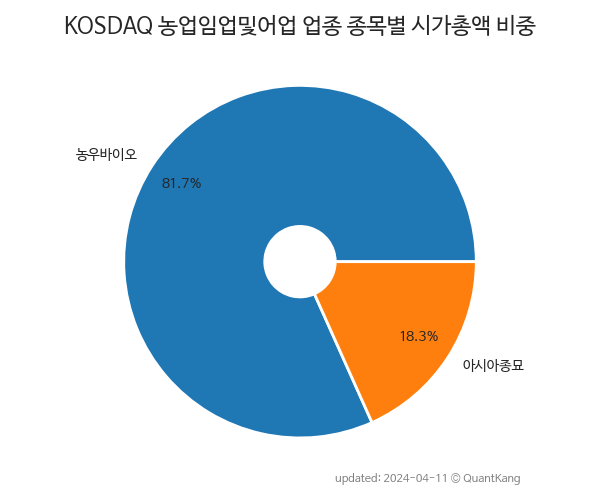 KOSDAQ 농업임업및어업 업종 종목별 시가총액 비중
농우바이오
81.7%
18.3%
아시아종묘
updated: 2024-04-11 © QuantKang